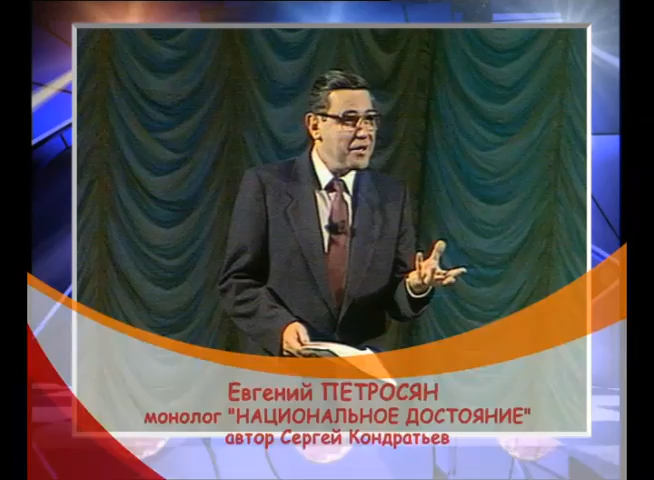 Евгений ПЕТРОСЯН
монолог "НАЦИОНАЛЬНОЕ ДОСТОЯНИЕ"
автор Сергей Кондратьев